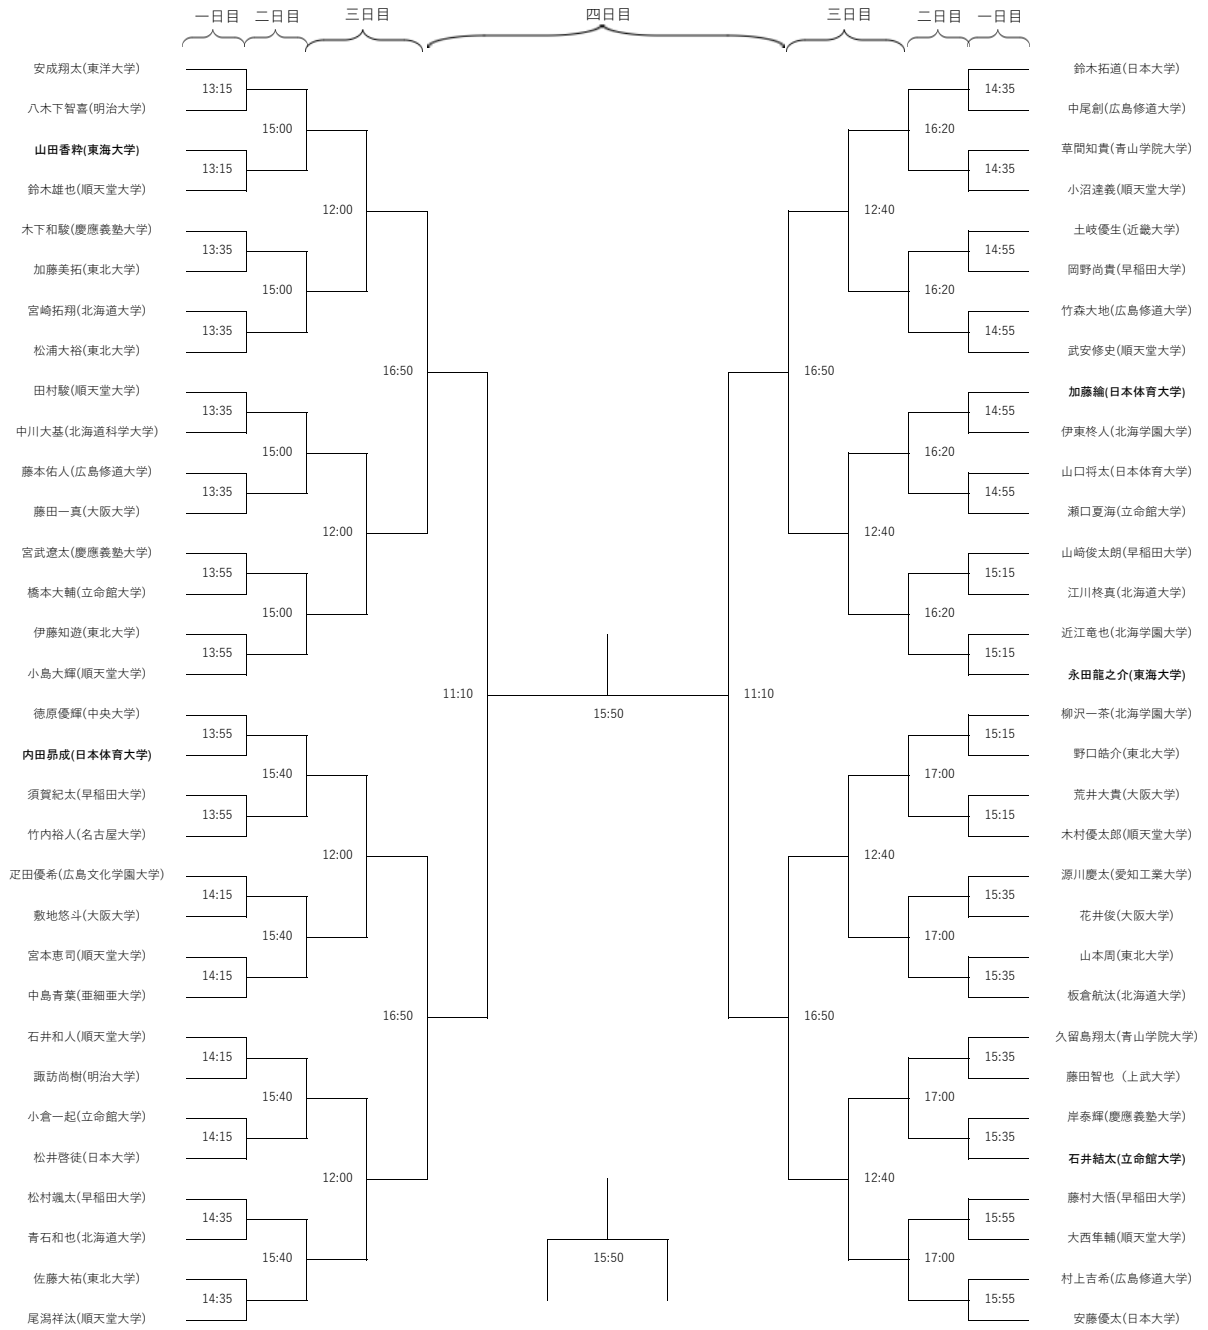 一日目 二日目 三日目 四日目 三日目 二日目 一日目
安成翔太(東洋大学)
13:15
八木下智喜(明治大学)
15:00
山田香粋(東海大学)
13:15
鈴木雄也(順天堂大学)
12:00
木下和駿(慶應義塾大学)
13:35
加藤美拓(東北大学)
15:00
宮崎拓翔(北海道大学)
13:35
松浦大裕(東北大学)
16:50
田村駿(順天堂大学)
13:35
中川大基(北海道科学大学)
15:00
藤本佑人(広島修道大学)
13:35
藤田一真(大阪大学)
12:00
宮武遼太(慶應義塾大学)
13:55
橋本大輔(立命館大学)
15:00
伊藤知遊(東北大学)
13:55
小島大輝(順天堂大学)
11:10
徳原優輝(中央大学)
13:55
内田昴成(日本体育大学)
15:40
須賀紀太(早稲田大学)
13:55
竹内裕人(名古屋大学)
12:00
疋田優希(広島文化学園大学)
14:15
敷地悠斗(大阪大学)
15:40
宮本恵司(順天堂大学)
14:15
中島青葉(亜細亜大学)
16:50
石井和人(順天堂大学)
14:15
諏訪尚樹(明治大学)
15:40
小倉一起(立命館大学)
14:15
松井啓徒(日本大学)
12:00
松村颯太(早稲田大学)
14:35
青石和也(北海道大学)
15:40
佐藤大祐(東北大学)
14:35
尾潟祥汰(順天堂大学)
15:50
15:50
鈴木拓道(日本大学)
14:35
中尾創(広島修道大学)
16:20
草間知貴(青山学院大学)
14:35
小沼達義(順天堂大学)
12:40
土岐優生(近畿大学)
14:55
岡野尚貴(早稲田大学)
16:20
竹森大地(広島修道大学)
14:55
武安修史(順天堂大学)
16:50
加藤綸(日本体育大学)
14:55
伊東柊人(北海学園大学)
16:20
山口将太(日本体育大学)
14:55
瀬口夏海(立命館大学)
12:40
山﨑俊太朗(早稲田大学)
15:15
江川柊真(北海道大学)
16:20
近江竜也(北海学園大学)
15:15
永田龍之介(東海大学)
11:10
柳沢一茶(北海学園大学)
15:15
野口皓介(東北大学)
17:00
荒井大貴(大阪大学)
15:15
木村優太郎(順天堂大学)
12:40
源川慶太(愛知工業大学)
15:35
花井俊(大阪大学)
17:00
山本周(東北大学)
15:35
板倉航汰(北海道大学)
16:50
久留島翔太(青山学院大学)
15:35
藤田智也（上武大学）
17:00
岸泰輝(慶應義塾大学)
15:35
石井結太(立命館大学)
12:40
藤村大悟(早稲田大学)
15:55
大西隼輔(順天堂大学)
17:00
村上吉希(広島修道大学)
15:55
安藤優太(日本大学)